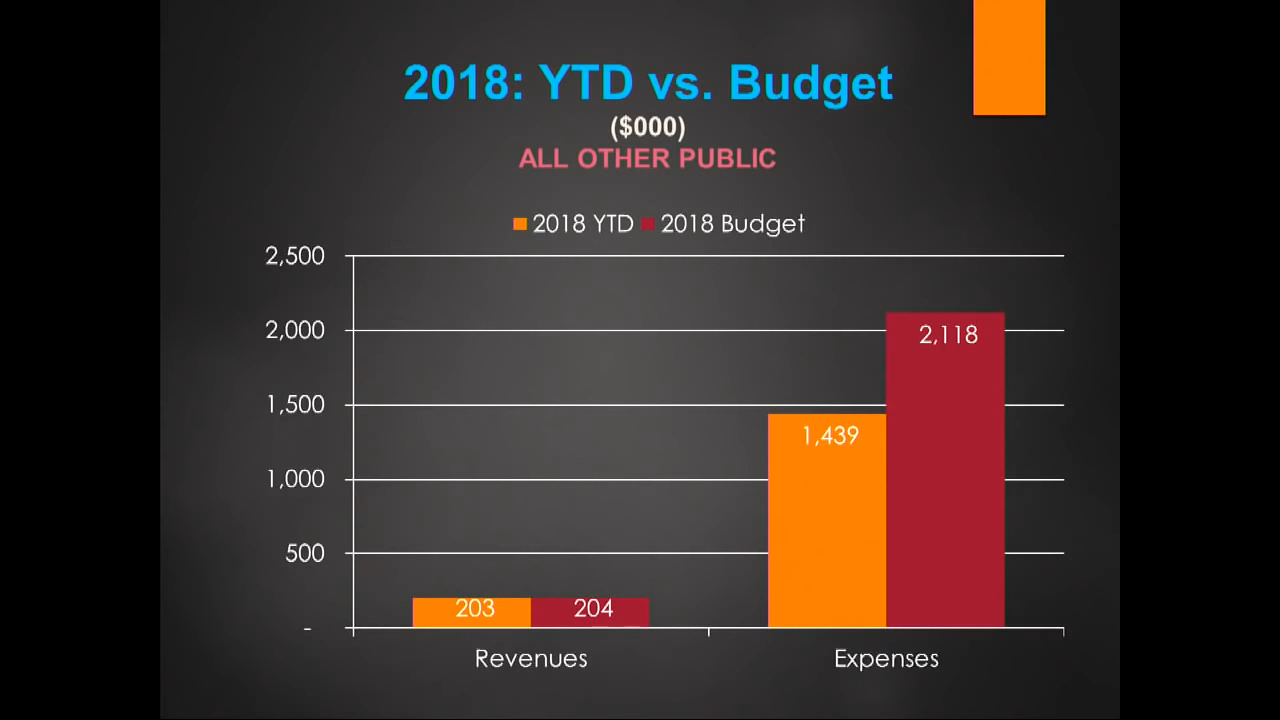 2018: YTD vs. Budget
($000)
ALL OTHER PUBLIC
2018 YTD 2018 Budget
2,500
2,000
2,118
1,500
1,439
1,000
500
203 204
-
Revenues Expenses